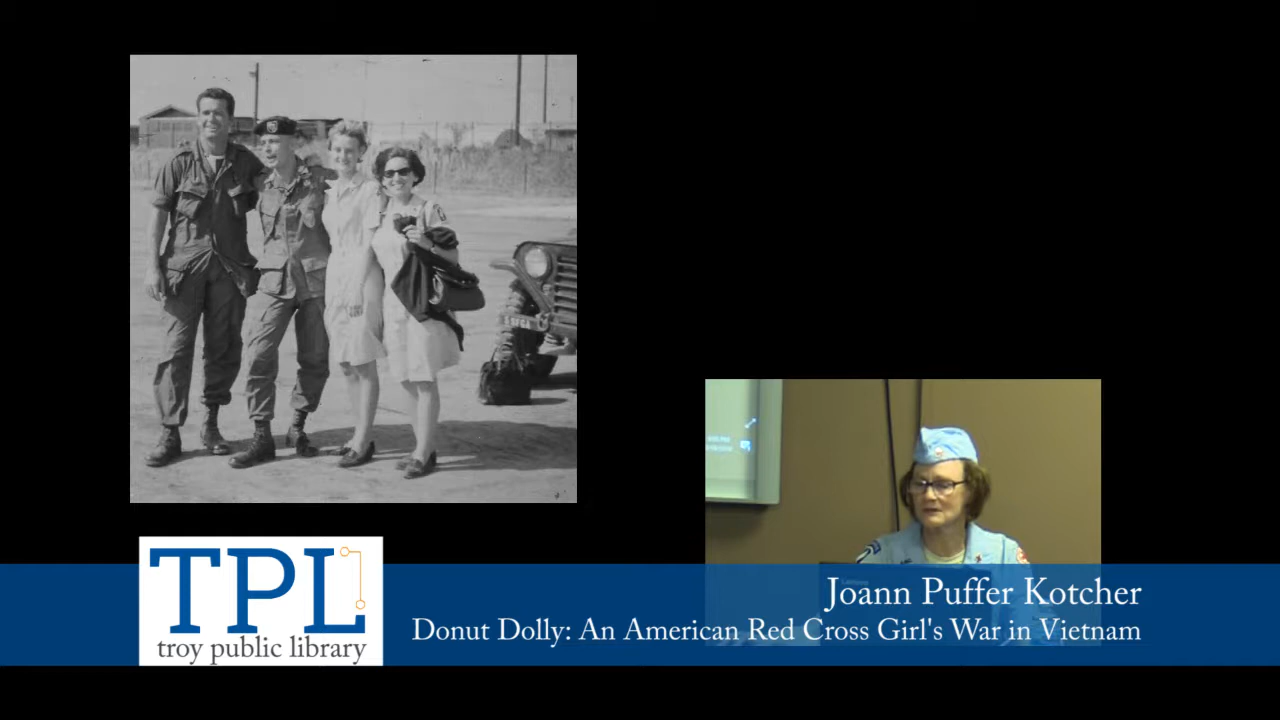 TPL
troy public library
Joann Puffer Kotcher
Donut Dolly: An American Red Cross Girl's War in Vietnam